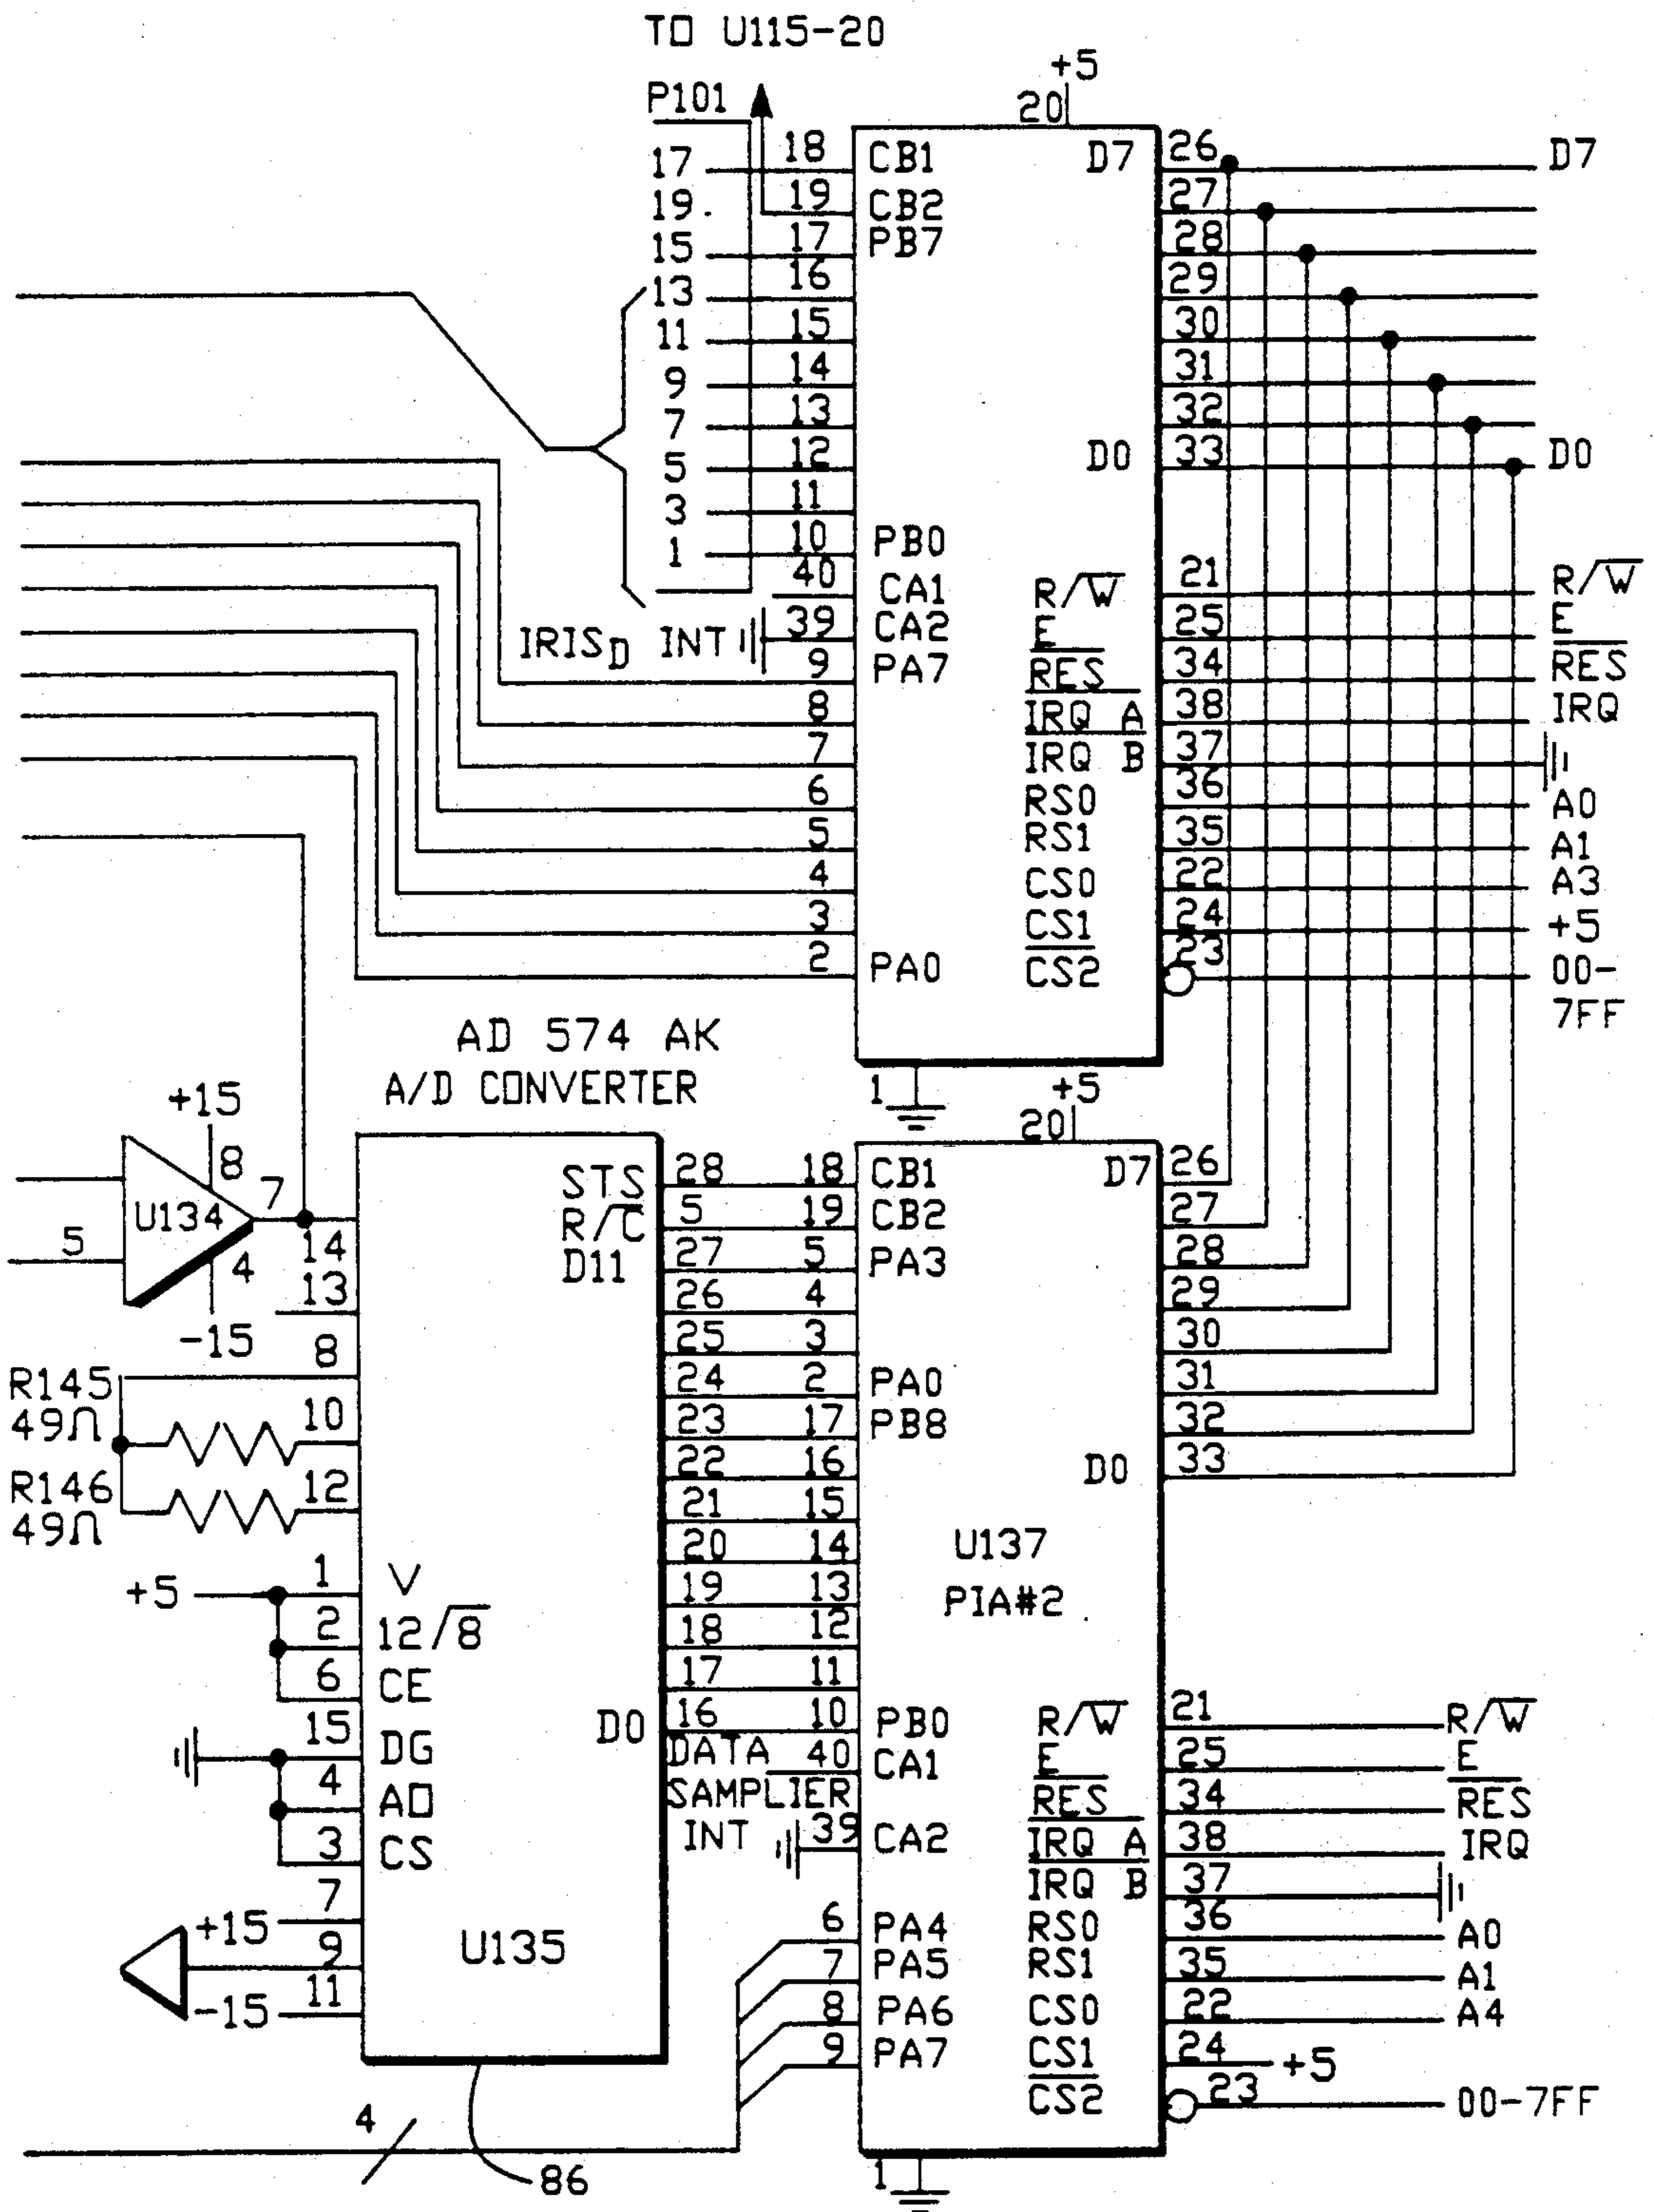 TO U115-20
+5
P101
20
17 18 CB1 D7 26 D7
19 19 CB2 27
15 17 PB7 28
13 16 29
11 15 30
9 14 31
7 13 32
5 12 D0 33 D0
3 11
1 10 PB0
40 CA1 R/W 21 R/W
IRISD INT 39 CA2 E 25 E
9 PA7 RES 34 RES
8 IRQ A 38 IRQ
7 IRQ B 37
6 RS0 36 A0
5 RS1 35 A1
4 CS0 22 A3
3 CS1 24 +5
2 PA0 CS2 23 00-
7FF
AD 574 AK
A/D CONVERTER
1 +5
20
+15
8
U134
7
5
4
-15
14
13
8
STS 28 18 CB1 D7 26
R/C 5 19 CB2 27
D11 27 5 PA3 28
26 4 29
25 3 30
24 2 PA0 31
23 17 PB8 32
22 16 D0 33
21 15
20 14
19 13
18 12
17 11
D0 16 10 PB0 R/W 21 R/W
R145
49Ω
10
R146
49Ω
12
U137
PIA#2
+5 1 V
2 12/8
6 CE
15 DG
4 AO
3 CS
7
+15
9
11
-15
U135
DATA 40 CA1 E 25 E
SAMPLIER RES 34 RES
INT 39 CA2 IRQ A 38 IRQ
IRQ B 37
6 PA4 RS0 36 A0
7 PA5 RS1 35 A1
8 PA6 CS0 22 A4
9 PA7 CS1 24 +5
CS2 23 00-7FF
4
86
1